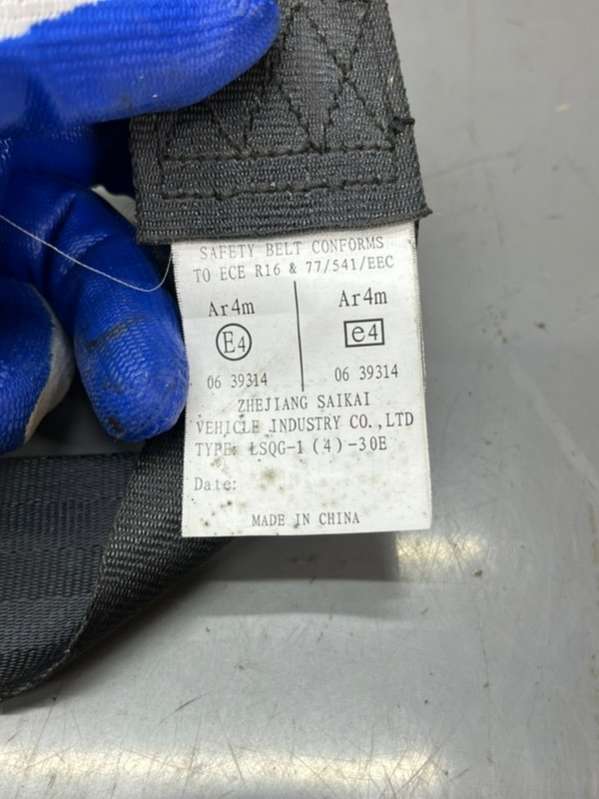 SAFETY BELT CONFORMS
TO ECE R16 & 77/541/EEC
Ar4m Ar4m
E4 e4
06 39314 06 39314
ZHEJIANG SAIKAI
VEHICLE INDUSTRY CO.,LTD
TYPE: LSQG-1 (4)-30E
Date:
MADE IN CHINA